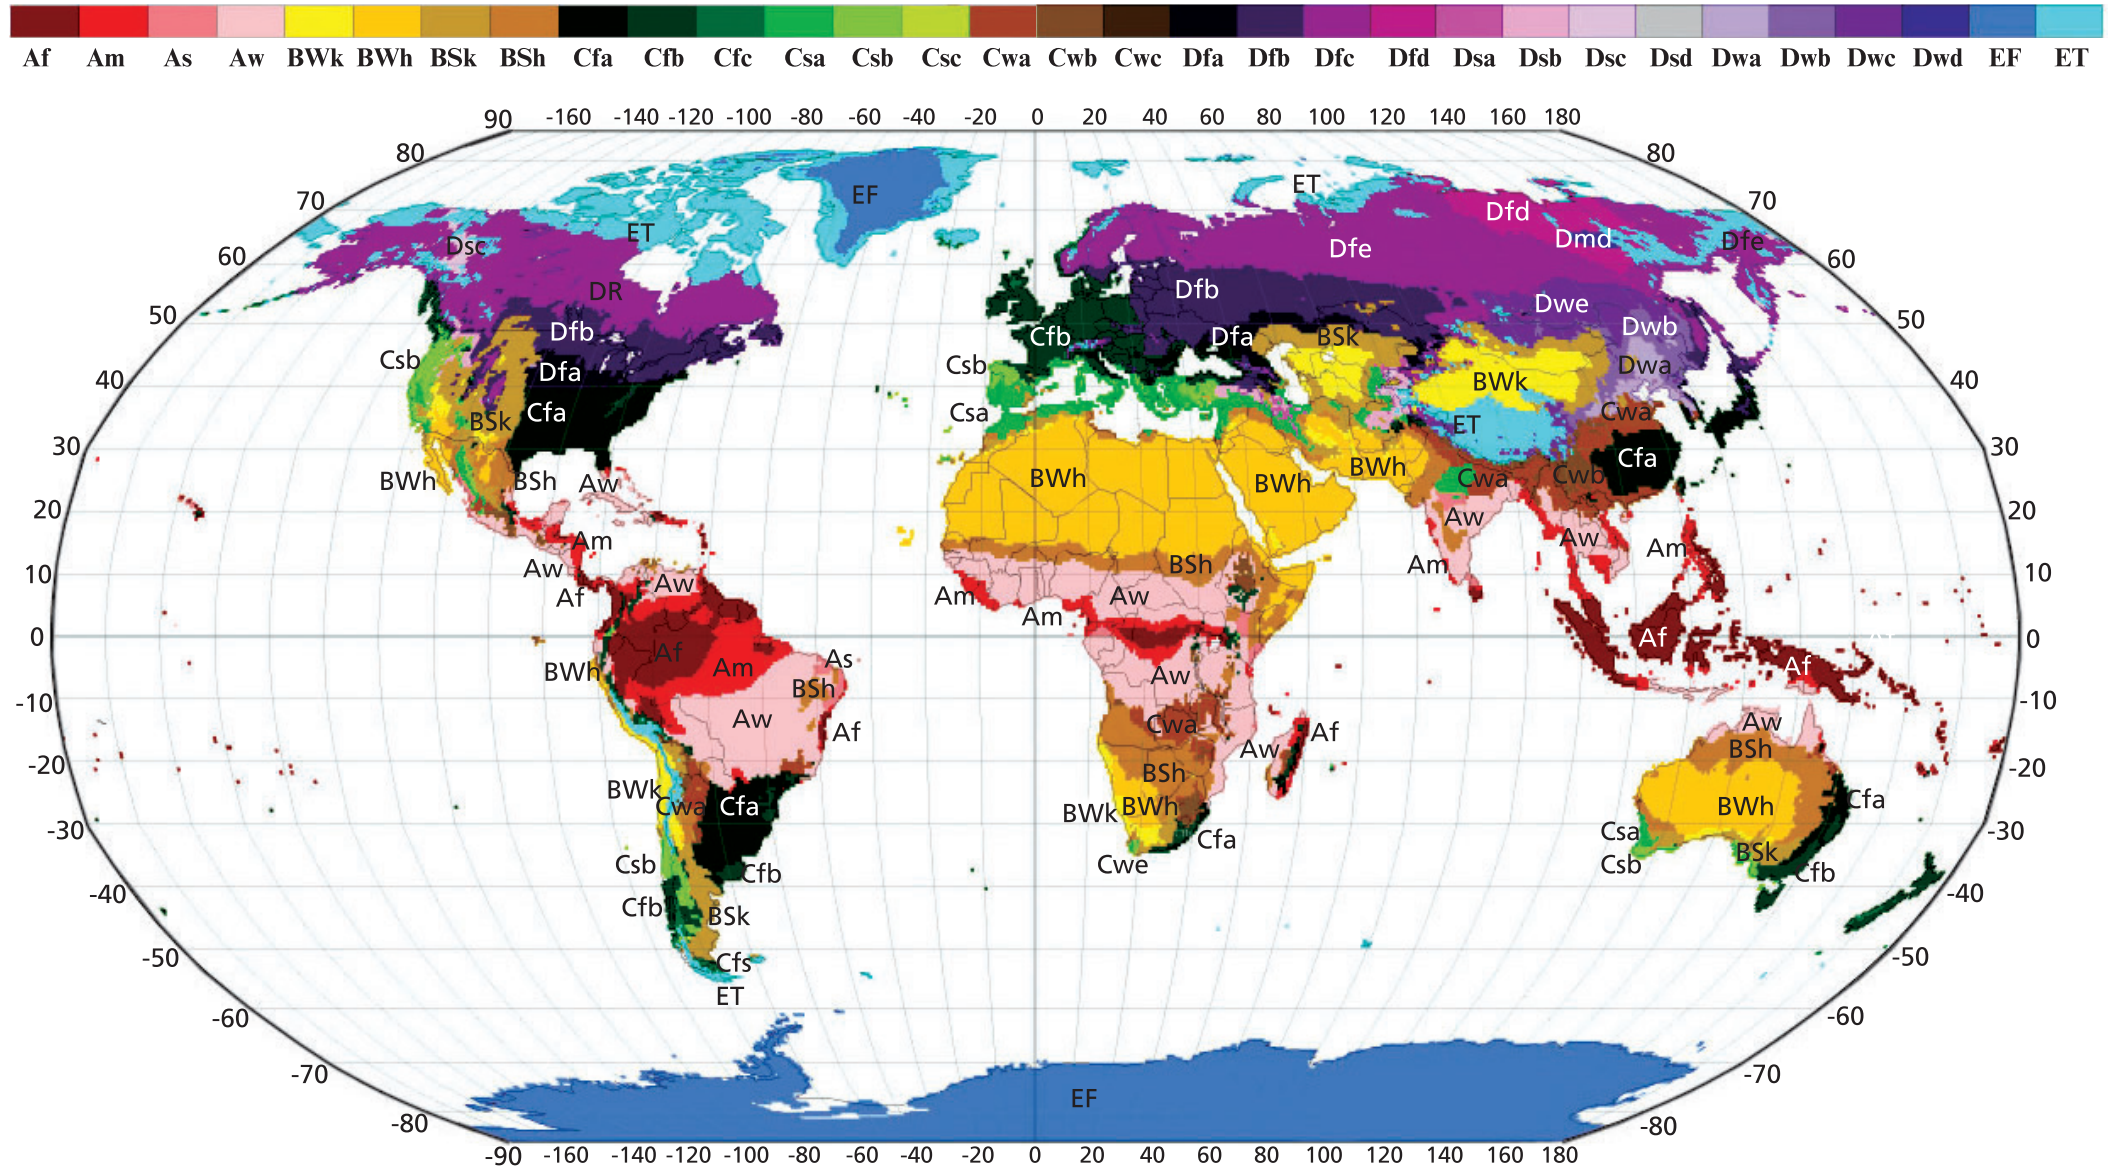 Af Am As Aw BWk BWh BSk BSh Cfa Cfb Cfc Csa Csb Csc Cwa Cwb Cwc Dfa Dfb Dfc Dfd Dsa Dsb Dsc Dsd Dwa Dwb Dwc Dwd EF ET
90 -160 -140 -120 -100 -80 -60 -40 -20 0 20 40 60 80 100 120 140 160 180
80 80
EF ET
70 Dfd 70
Dsc ET Dfe Dmd Dfe
60 60
DR Dfb Dwe
50 Dfb Cfb Dfa BSk Dwb 50
Csb Dfa Csb Dwa
40 BWk 40
BSk Cfa Csa ET Cwa
30 30
BWh BSh Aw BWh BWh BWh Cwa Cwb Cfa
20 Aw 20
Am Aw Am
Aw BSh Am
10 Aw 10
Af Am Aw
Am
0 Af Af 0
BWh Am As Aw Af
-10 BSh -10
Aw Af Cwa Aw Af Aw
-20 BSh BSh -20
BWk Cwa Cfa BWk BWh BWh Cfa
-30 Cfa Csa -30
Csb Cfb Cwe Csb BSk Cfb
-40 -40
Cfb BSk
-50 Cfs -50
ET
-60 -60
-70 -70
EF
-80 -80
-90 -160 -140 -120 -100 -80 -60 -40 -20 0 20 40 60 80 100 120 140 160 180